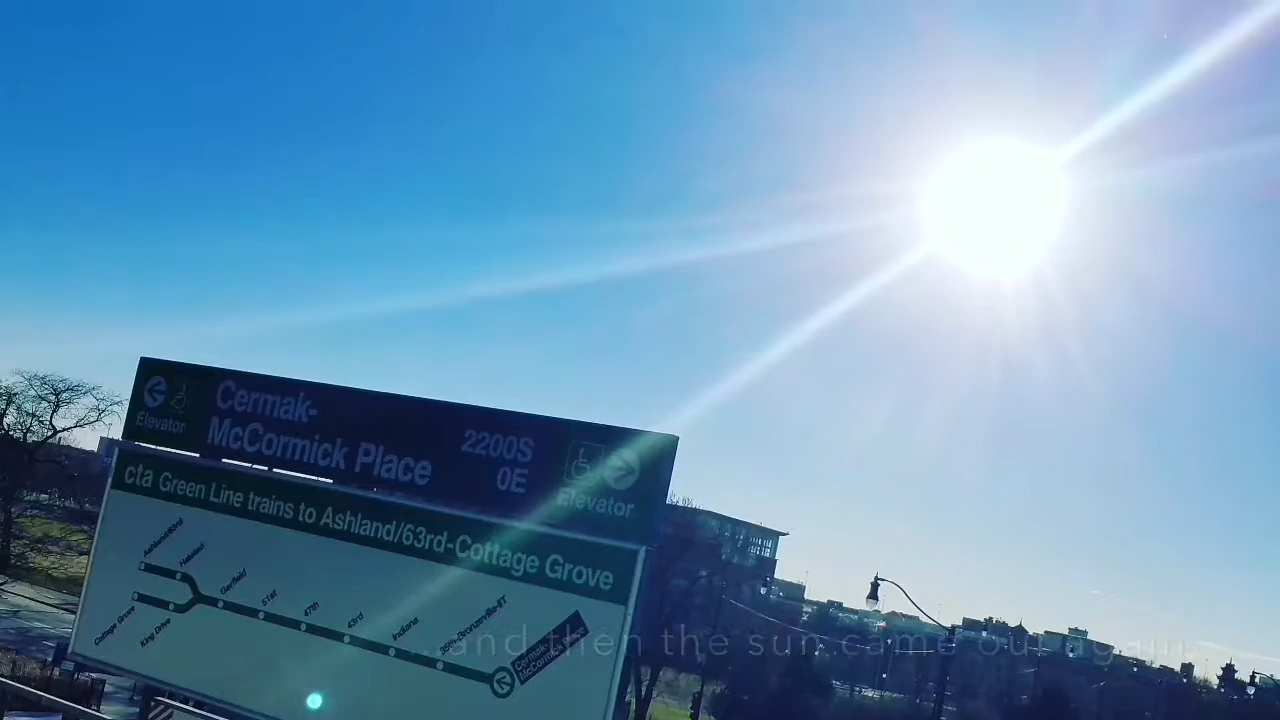 Cermak-
McCormick Place
2200S
0E
Elevator
Elevator
cta Green Line trains to Ashland/63rd-Cottage Grove
Ashland/63rd
Halsted
Garfield
51st
47th
43rd
Indiana
35th-Bronzeville-IIT
Cermak-
McCormick Place
Cottage Grove
King Drive
...and then the sun came out again...